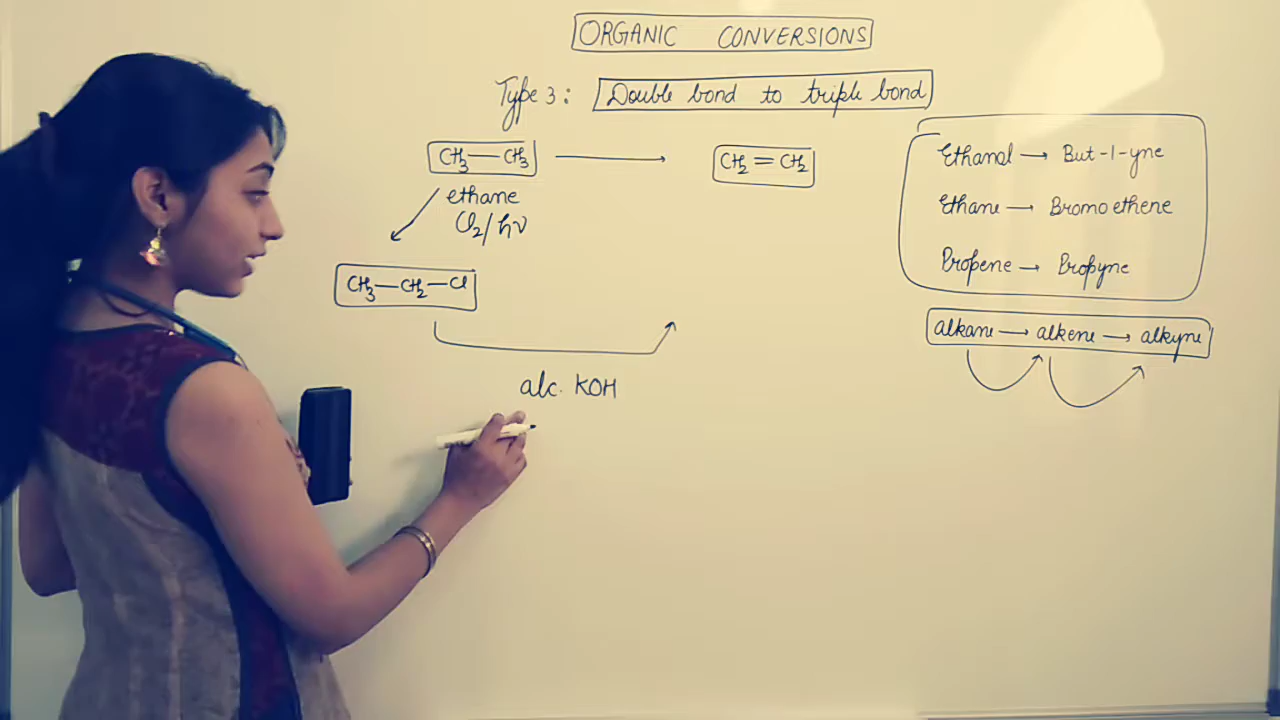 ORGANIC CONVERSIONS
Type 3: Double bond to triple bond
CH3—CH3 → CH2=CH2
ethane
Cl2/hν
CH3—CH2—Cl
alc. KOH
Ethanol → But-1-yne
Ethane → Bromoethene
Propene → Propyne
alkane → alkene → alkyne